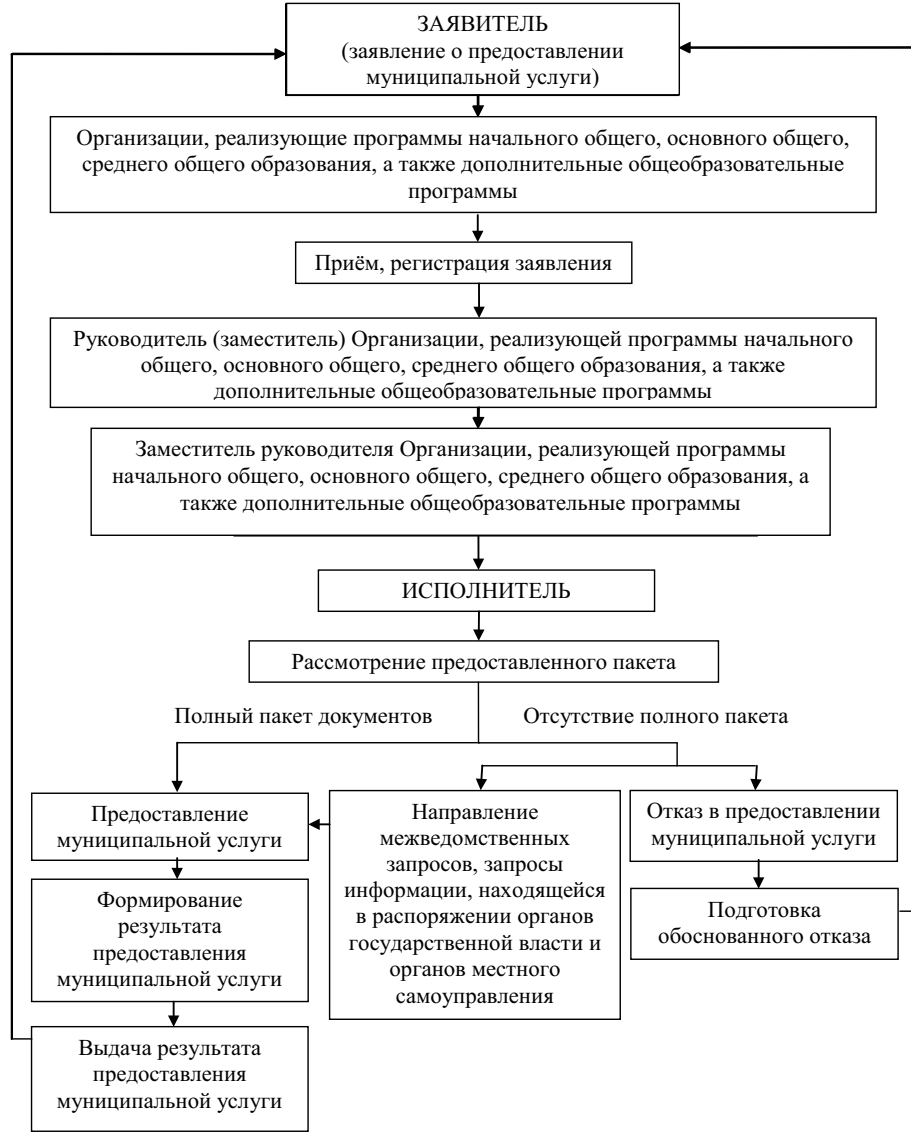 ЗАЯВИТЕЛЬ
(заявление о предоставлении
муниципальной услуги)
Организации, реализующие программы начального общего, основного общего,
среднего общего образования, а также дополнительные общеобразовательные
программы
Приём, регистрация заявления
Руководитель (заместитель) Организации, реализующей программы начального
общего, основного общего, среднего общего образования, а также
дополнительные общеобразовательные программы
Заместитель руководителя Организации, реализующей программы
начального общего, основного общего, среднего общего образования, а
также дополнительные общеобразовательные программы
ИСПОЛНИТЕЛЬ
Рассмотрение предоставленного пакета
Полный пакет документов
Отсутствие полного пакета
Предоставление
муниципальной услуги
Направление
межведомственных
запросов, запросы
информации, находящейся
в распоряжении органов
государственной власти и
органов местного
самоуправления
Отказ в предоставлении
муниципальной услуги
Формирование
результата
предоставления
муниципальной услуги
Подготовка
обоснованного отказа
Выдача результата
предоставления
муниципальной услуги